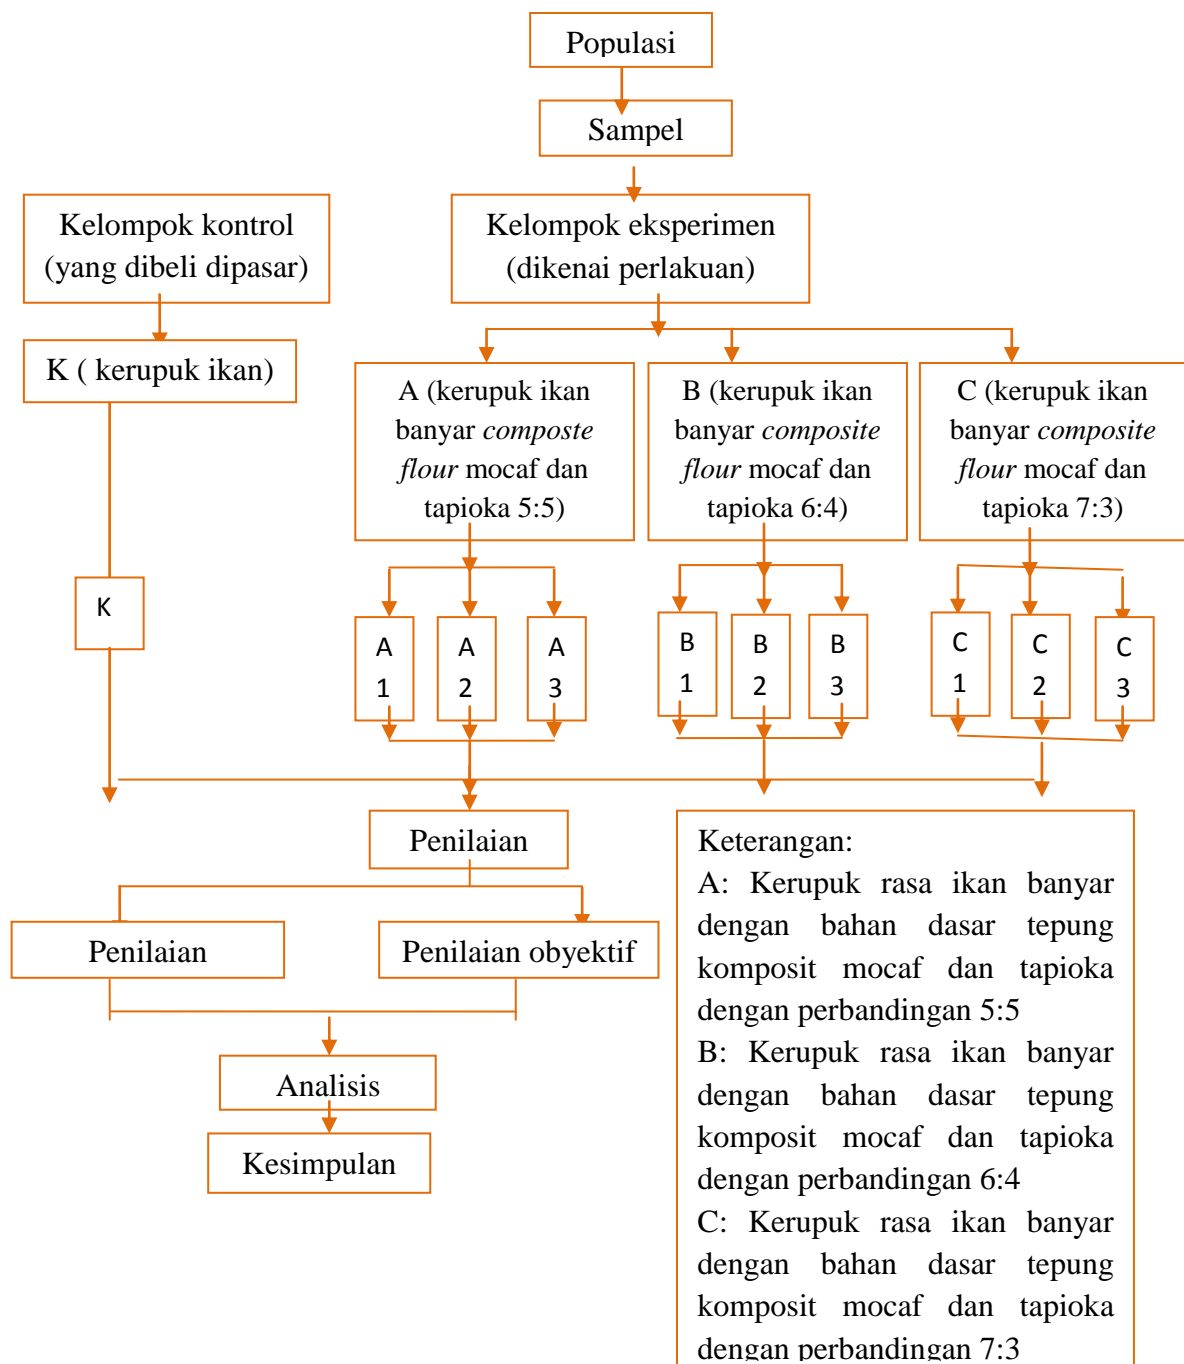 Populasi
Sampel
Kelompok kontrol
(yang dibeli dipasar)
Kelompok eksperimen
(dikenai perlakuan)
K ( kerupuk ikan)
A (kerupuk ikan
banyar composte
flour mocaf dan
tapioka 5:5)
B (kerupuk ikan
banyar composite
flour mocaf dan
tapioka 6:4)
C (kerupuk ikan
banyar composite
flour mocaf dan
tapioka 7:3)
K
A
1
A
2
A
3
B
1
B
2
B
3
C
1
C
2
C
3
Penilaian
Penilaian
Penilaian obyektif
Analisis
Kesimpulan
Keterangan:
A: Kerupuk rasa ikan banyar
dengan bahan dasar tepung
komposit mocaf dan tapioka
dengan perbandingan 5:5
B: Kerupuk rasa ikan banyar
dengan bahan dasar tepung
komposit mocaf dan tapioka
dengan perbandingan 6:4
C: Kerupuk rasa ikan banyar
dengan bahan dasar tepung
komposit mocaf dan tapioka
dengan perbandingan 7:3